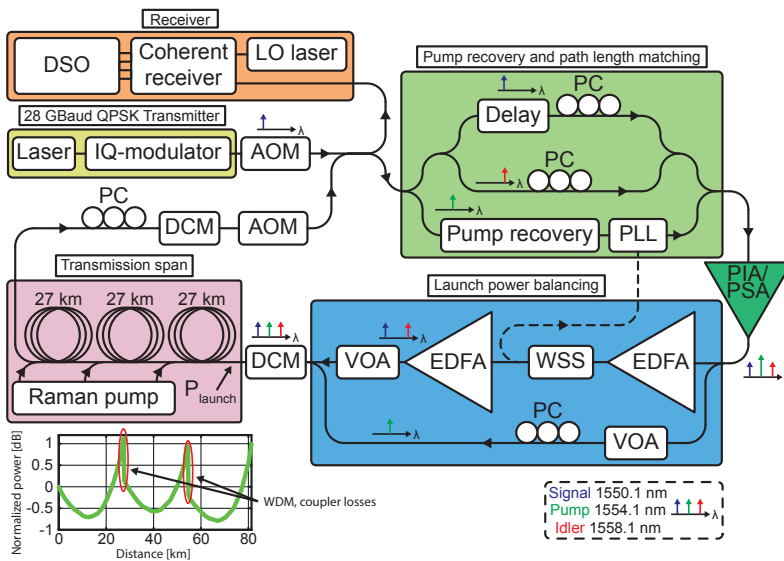 Receiver
DSO
Coherent
receiver
LO laser
28 GBaud QPSK Transmitter
Laser
IQ-modulator
λ
AOM
Pump recovery and path length matching
λ
Delay
PC
λ
PC
λ
Pump recovery
PLL
PC
DCM
AOM
Transmission span
27 km
27 km
27 km
Raman pump
P launch
λ
DCM
Launch power balancing
λ
VOA
EDFA
WSS
EDFA
λ
PC
VOA
PIA/
PSA
λ
Normalized power [dB]
1
0.5
0
-0.5
-1
0
20
40
60
80
Distance [km]
WDM, coupler losses
Signal 1550.1 nm
Pump 1554.1 nm
λ
Idler 1558.1 nm